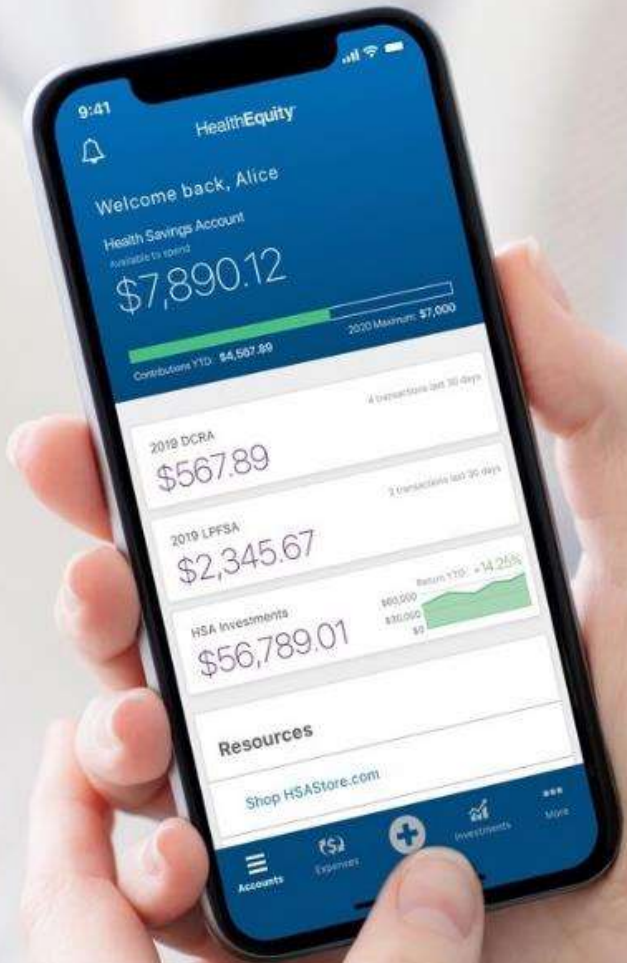 9:41
HealthEquity
Welcome back, Alice
Health Savings Account
Available to spend
$7,890.12
Contributions YTD: $4,567.89
2020 Maximum: $7,000
2019 DCRA
4 transactions last 30 days
$567.89
2019 LPFSA
2 transactions last 30 days
$2,345.67
HSA Investments
Return YTD: +14.25%
$56,789.01
$60,000
$30,000
$0
Resources
Shop HSAStore.com
Accounts
Expenses
Investments
More